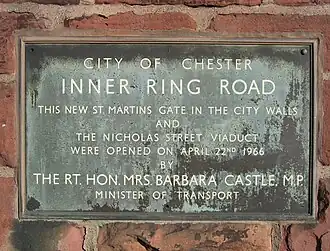 CITY OF CHESTER
INNER RING ROAD
THIS NEW ST. MARTINS GATE IN THE CITY WALLS
AND
THE NICHOLAS STREET VIADUCT
WERE OPENED ON APRIL 22ND 1966
BY
THE RT. HON. MRS. BARBARA CASTLE, M.P.
MINISTER OF TRANSPORT